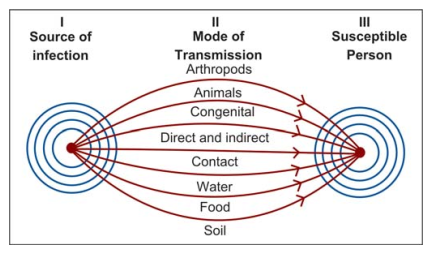 I
Source of
infection
II
Mode of
Transmission
III
Susceptible
Person
Arthropods
Animals
Congenital
Direct and indirect
Contact
Water
Food
Soil